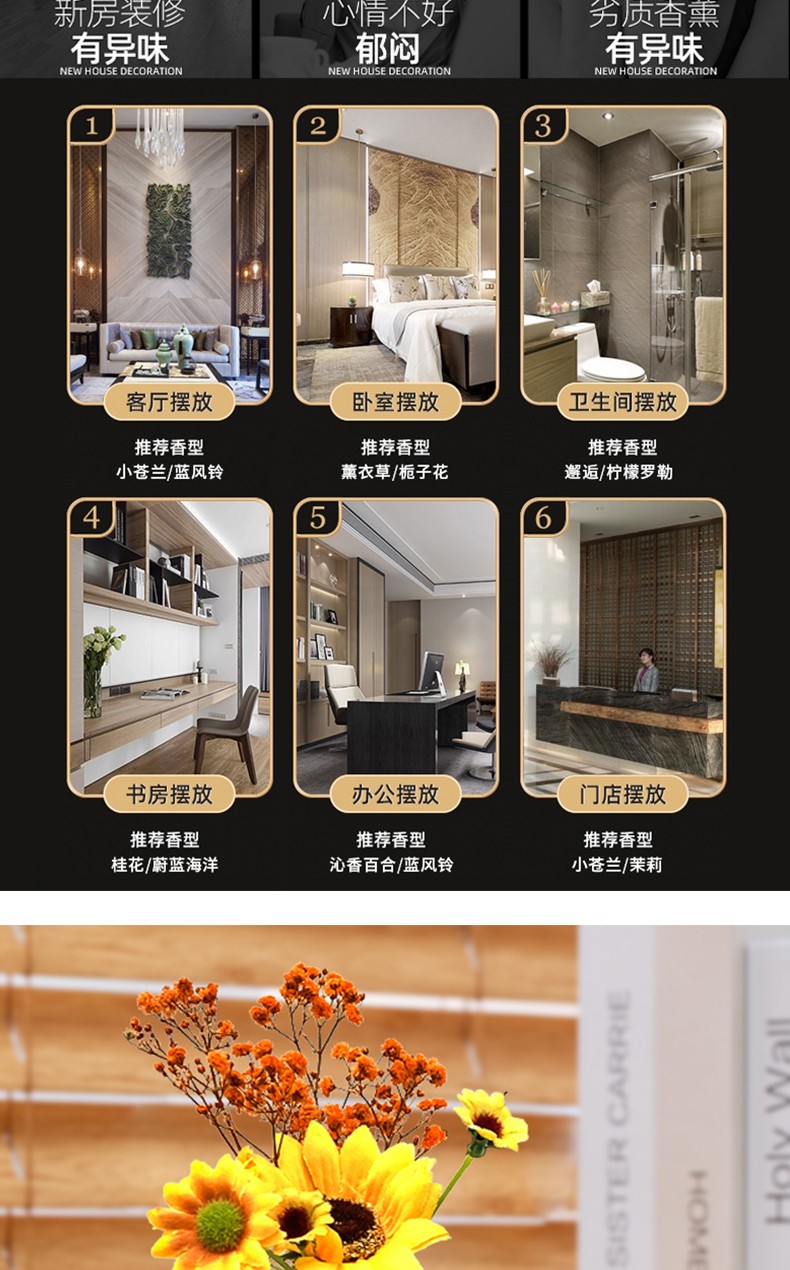 新房装修
心情不好
劣质香薰
有异味
郁闷
有异味
NEW HOUSE DECORATION
NEW HOUSE DECORATION
NEW HOUSE DECORATION
1
2
3
客厅摆放
卧室摆放
卫生间摆放
推荐香型
推荐香型
推荐香型
小苍兰/蓝风铃
薰衣草/栀子花
邂逅/柠檬罗勒
4
5
6
书房摆放
办公摆放
门店摆放
推荐香型
推荐香型
推荐香型
桂花/蔚蓝海洋
沁香百合/蓝风铃
小苍兰/茉莉
SISTER CARRIE
HOME
Holy Wall